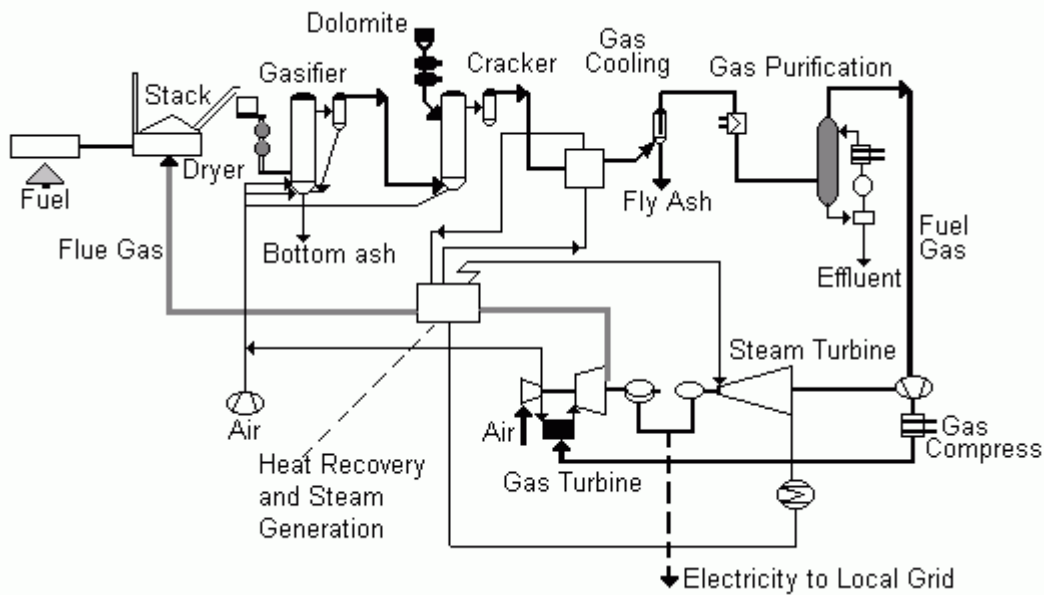 Dolomite
Gasifier
Cracker
Gas
Cooling
Gas Purification
Stack
Dryer
Fuel
Fly Ash
Fuel
Gas
Flue Gas
Bottom ash
Effluent
Steam Turbine
Air
Air
Gas
Compress
Heat Recovery
and Steam
Generation
Gas Turbine
Electricity to Local Grid